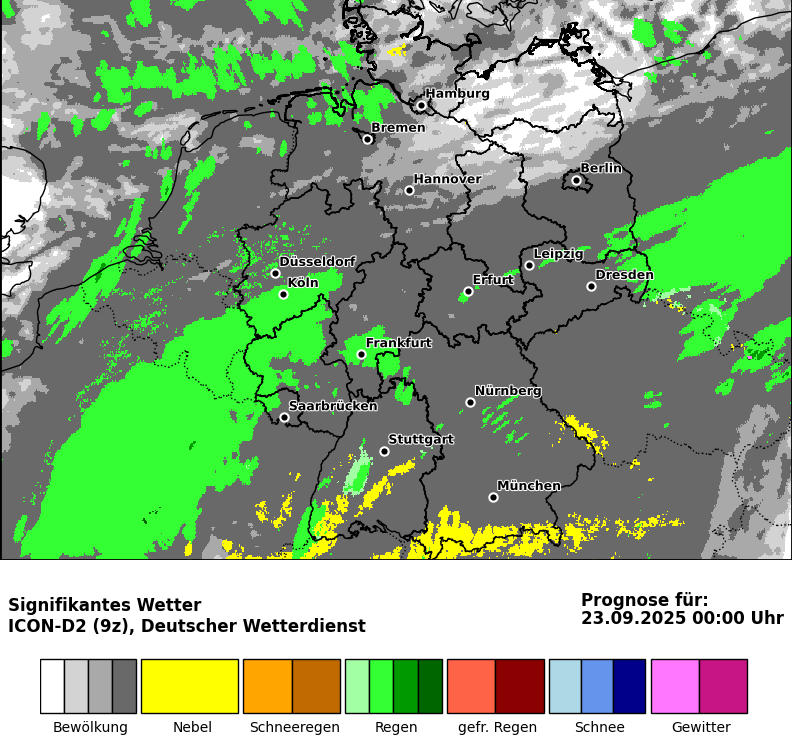 Hamburg
Bremen
Berlin
Hannover
Leipzig
Düsseldorf
Dresden
Köln
Erfurt
Frankfurt
Nürnberg
Saarbrücken
Stuttgart
München
Signifikantes Wetter
ICON-D2 (9z), Deutscher Wetterdienst
Prognose für:
23.09.2025 00:00 Uhr
Bewölkung
Nebel
Schneeregen
Regen
gefr. Regen
Schnee
Gewitter